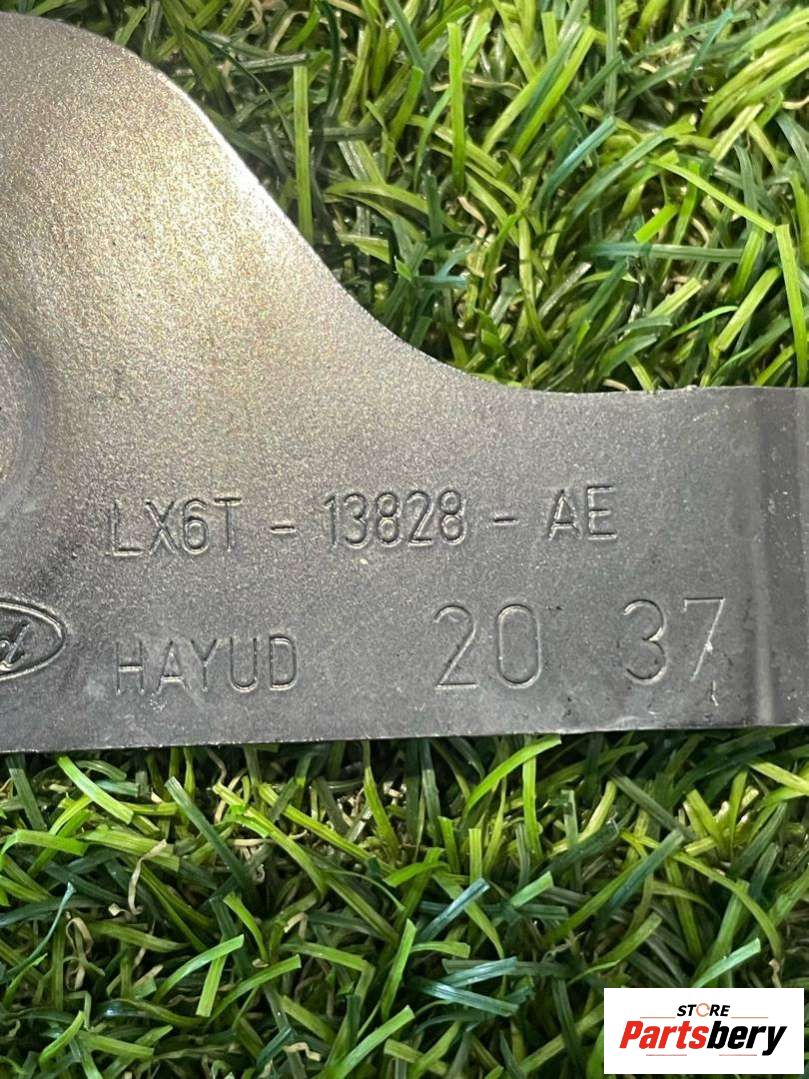 LX6T - 13828 - AE
HAYUD 20 37
STORE
Partsbery